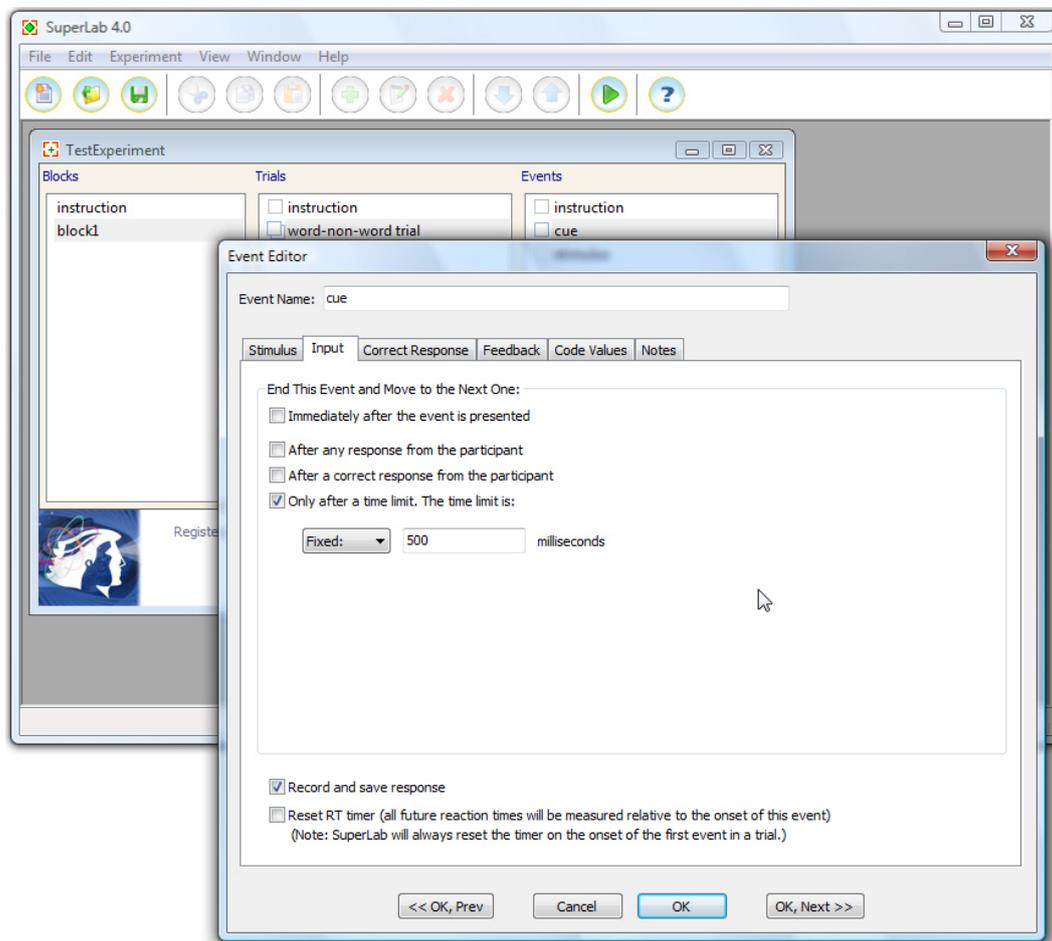 SuperLab 4.0
File Edit Experiment View Window Help
?
TestExperiment
Blocks Trials Events
instruction instruction instruction
block1 word-non-word trial cue
Event Editor
Event Name: cue
Stimulus Input Correct Response Feedback Code Values Notes
End This Event and Move to the Next One:
Immediately after the event is presented
After any response from the participant
After a correct response from the participant
Only after a time limit. The time limit is:
Registe
Fixed: 500 milliseconds
Record and save response
Reset RT timer (all future reaction times will be measured relative to the onset of this event)
(Note: SuperLab will always reset the timer on the onset of the first event in a trial.)
<< OK, Prev Cancel OK OK, Next >>